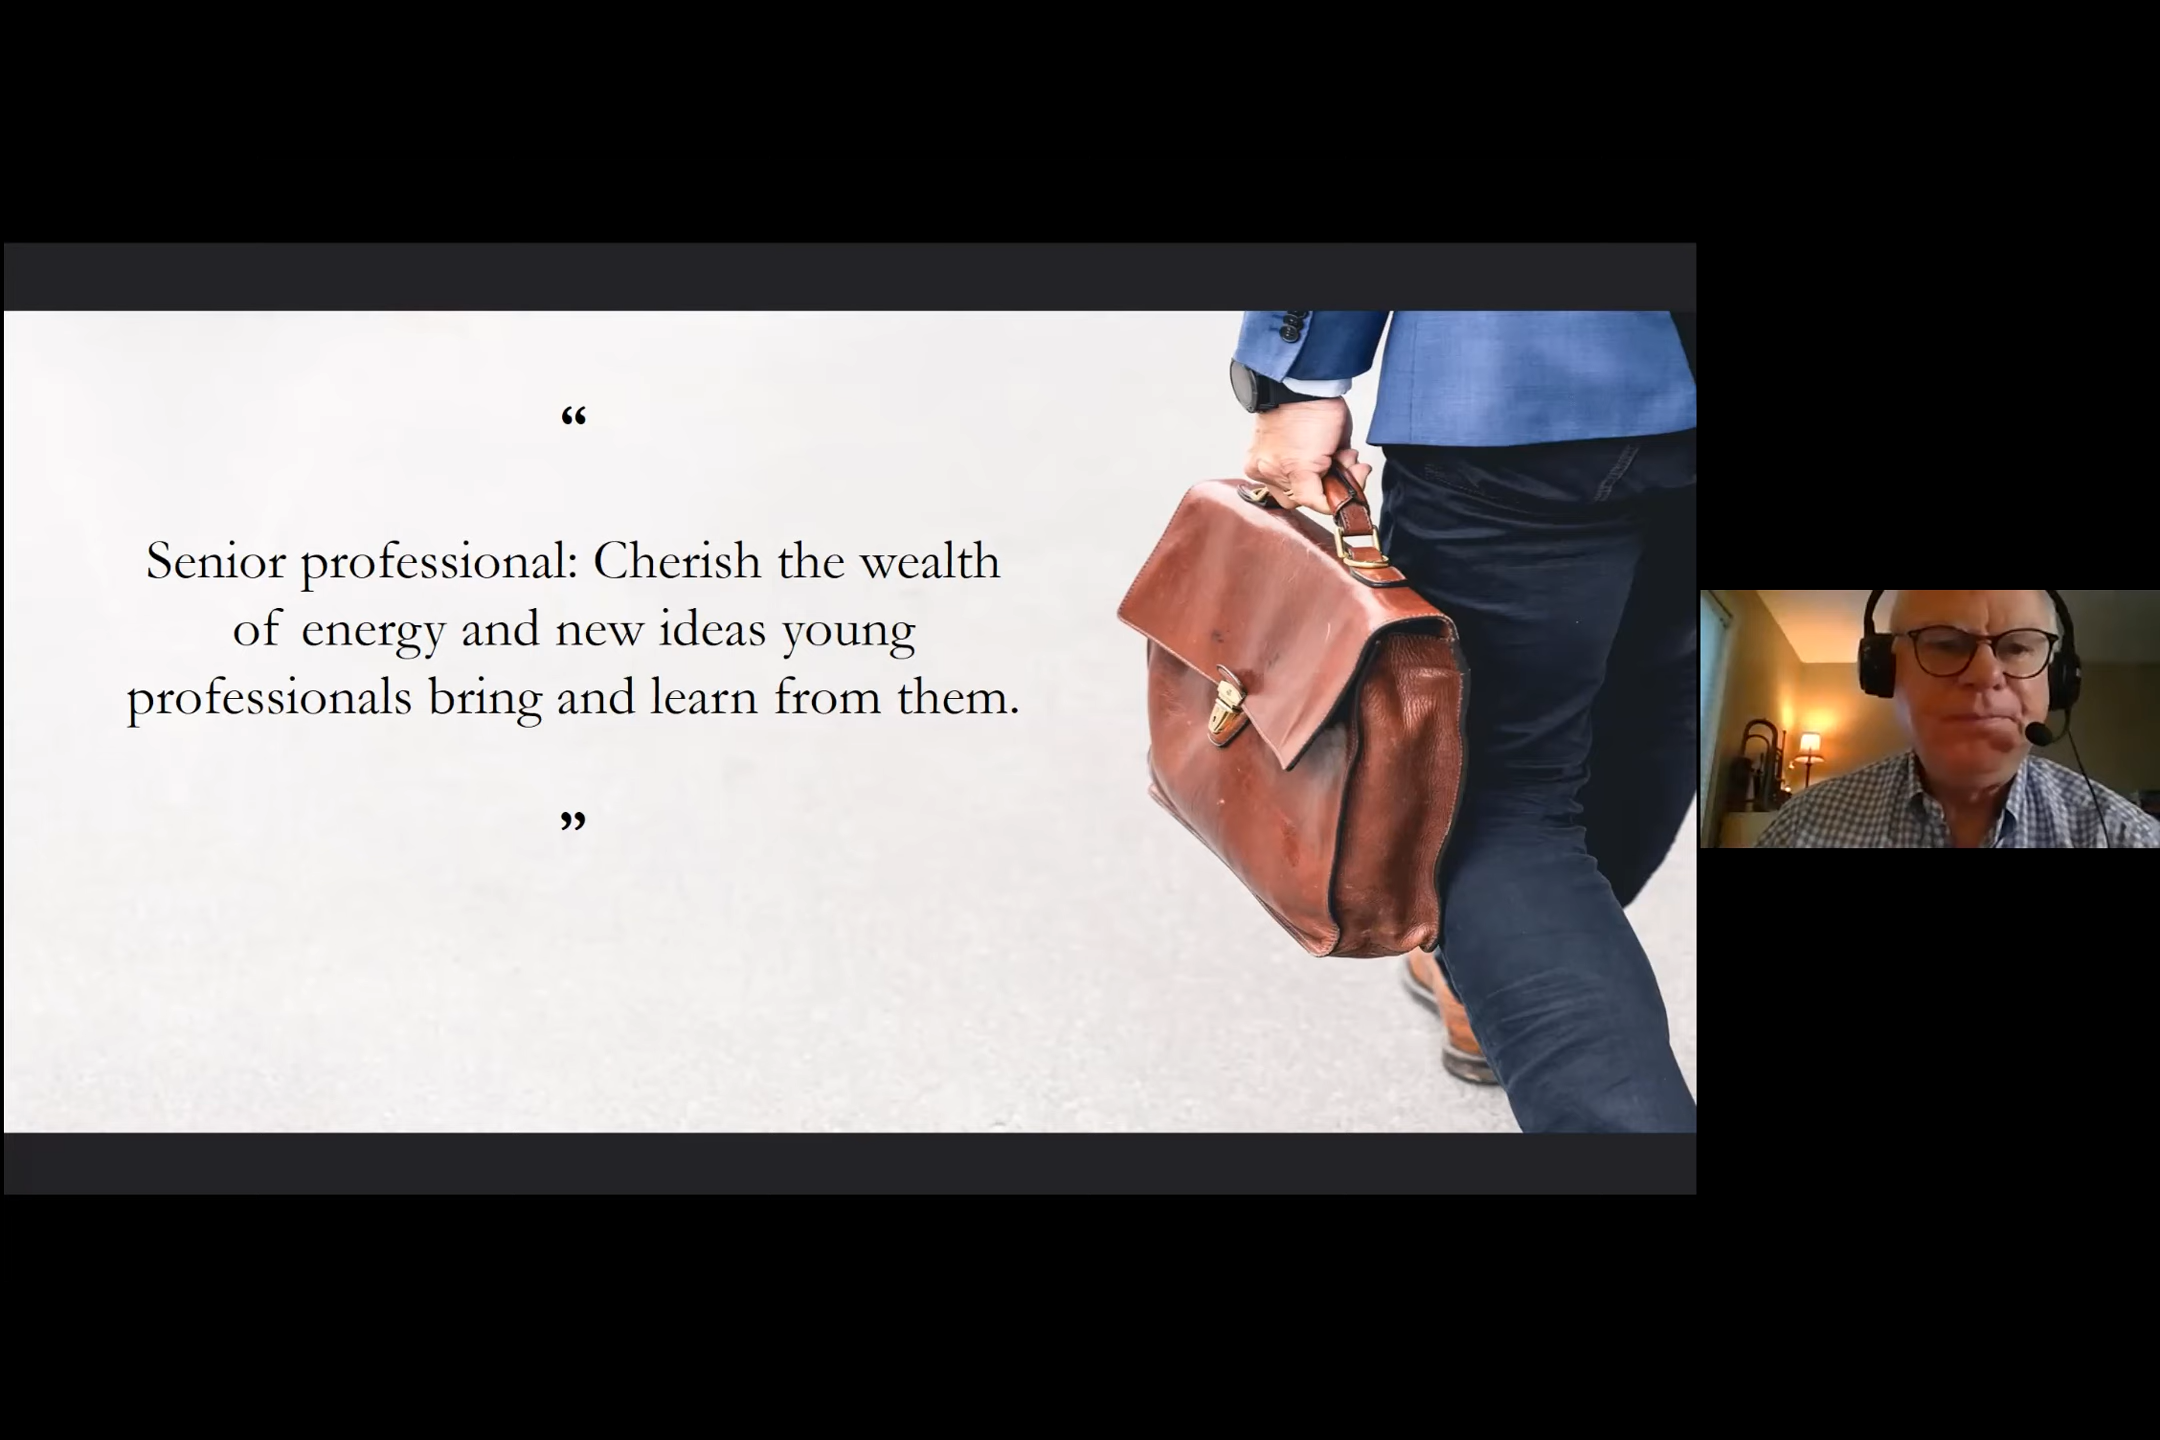 “
Senior professional: Cherish the wealth
of energy and new ideas young
professionals bring and learn from them.
”